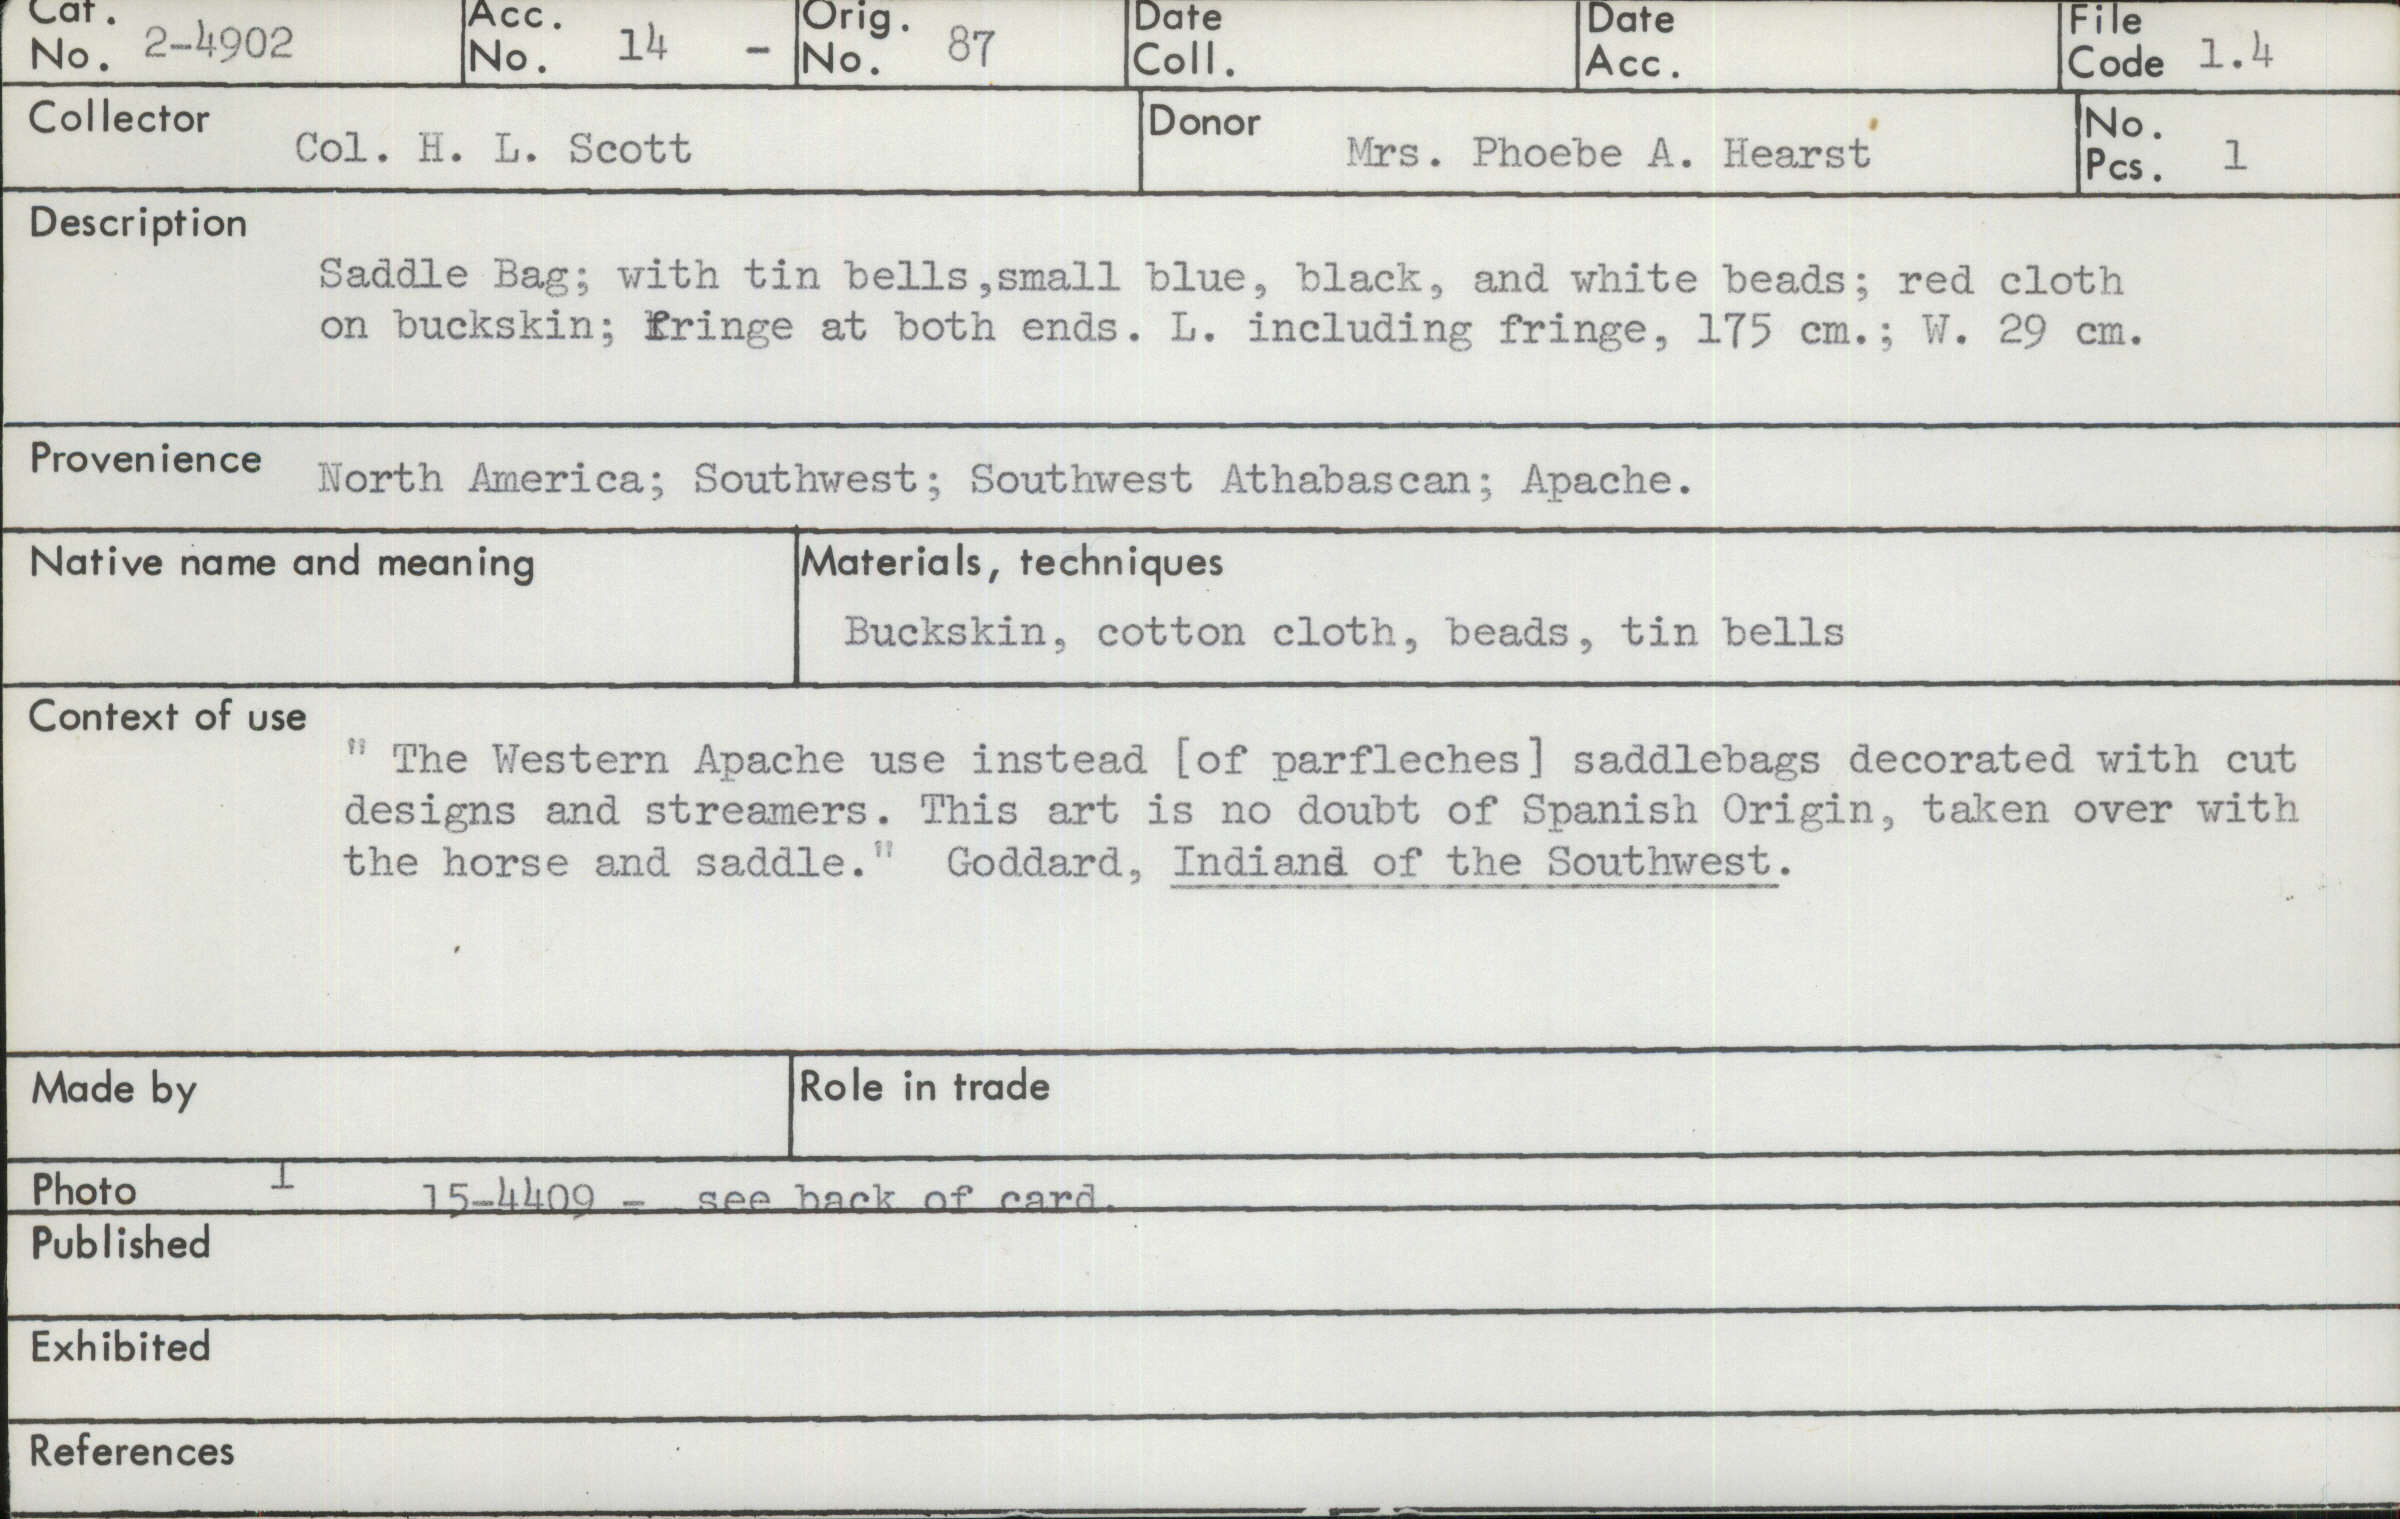 Cat. No. 2-4902 Acc. No. 14 - Orig. No. 87 Date Coll. Date Acc. File Code 1.4
Collector Col. H. L. Scott Donor Mrs. Phoebe A. Hearst No. Pcs. 1
Description
Saddle Bag; with tin bells,small blue, black, and white beads; red cloth
on buckskin; fringe at both ends. L. including fringe, 175 cm.; W. 29 cm.
Provenience North America; Southwest; Southwest Athabascan; Apache.
Native name and meaning
Materials, techniques
Buckskin, cotton cloth, beads, tin bells
Context of use
" The Western Apache use instead [of parfleches] saddlebags decorated with cut
designs and streamers. This art is no doubt of Spanish Origin, taken over with
the horse and saddle." Goddard, Indians of the Southwest.
Made by
Role in trade
Photo 1 15-4409 - see back of card.
Published
Exhibited
References